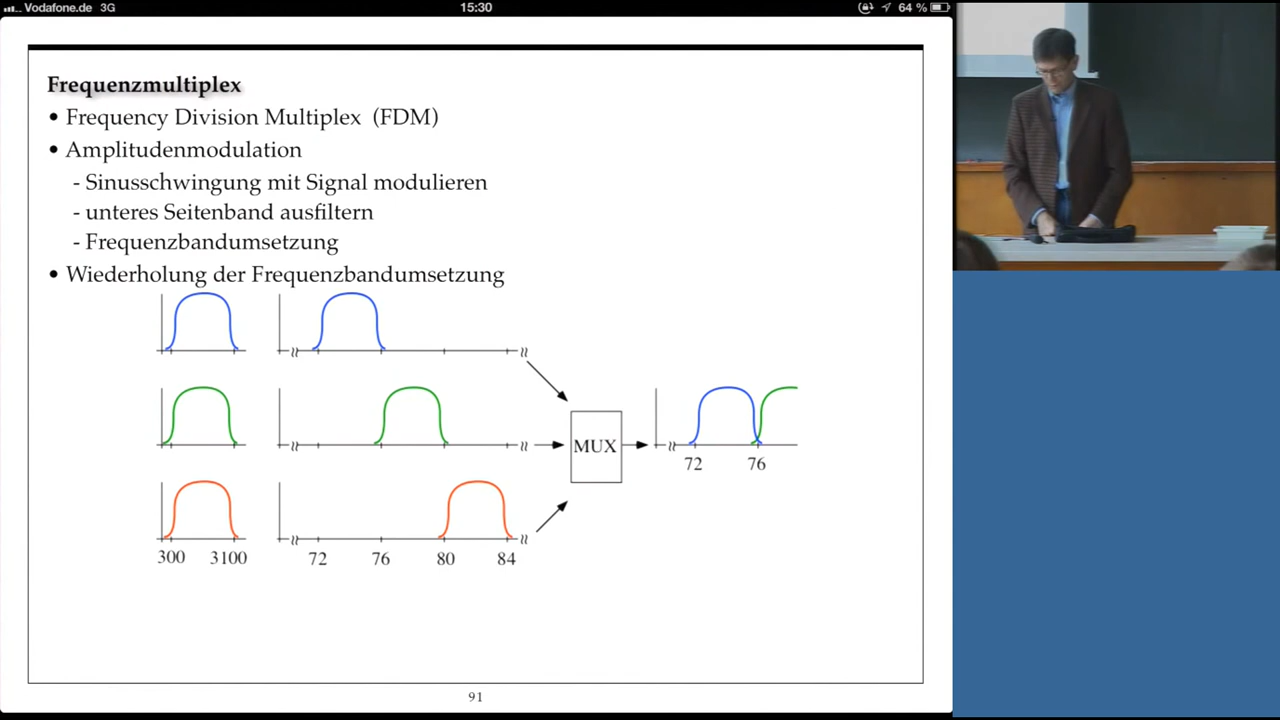 Vodafone.de 3G 15:30 64 %
Frequenzmultiplex
• Frequency Division Multiplex (FDM)
• Amplitudenmodulation
- Sinusschwingung mit Signal modulieren
- unteres Seitenband ausfiltern
- Frequenzbandumsetzung
• Wiederholung der Frequenzbandumsetzung
MUX
72 76
300 3100 72 76 80 84
91